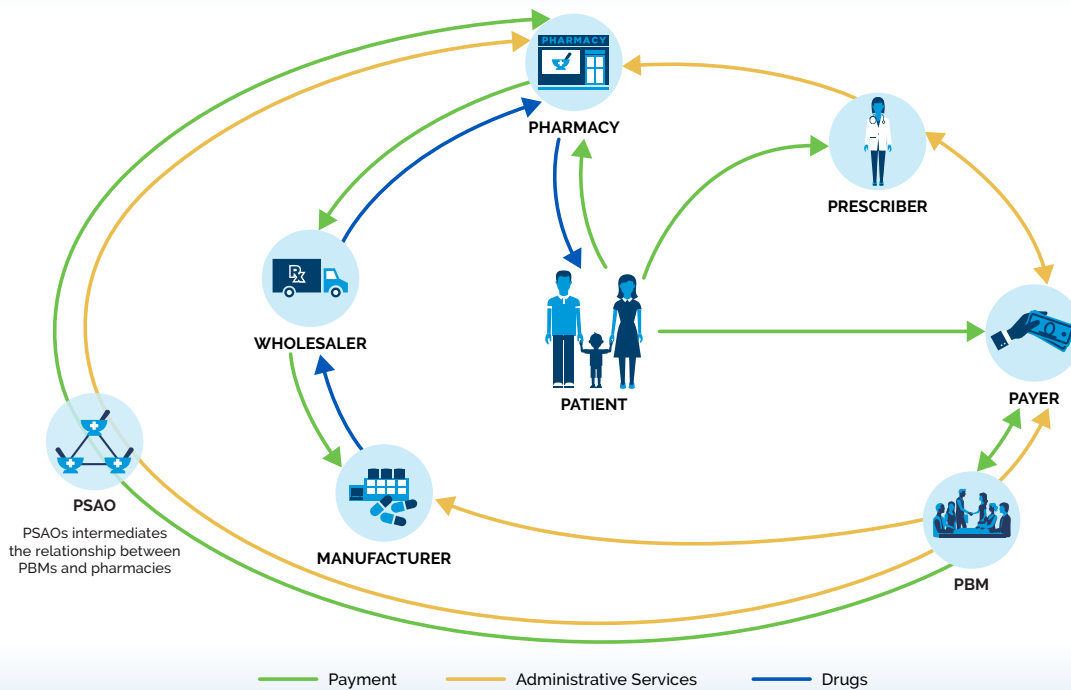 PHARMACY
PHARMACY
PRESCRIBER
Rx
WHOLESALER
PATIENT
PAYER
PSAO
PSAOs intermediates
the relationship between
PBMs and pharmacies
MANUFACTURER
PBM
Payment
Administrative Services
Drugs